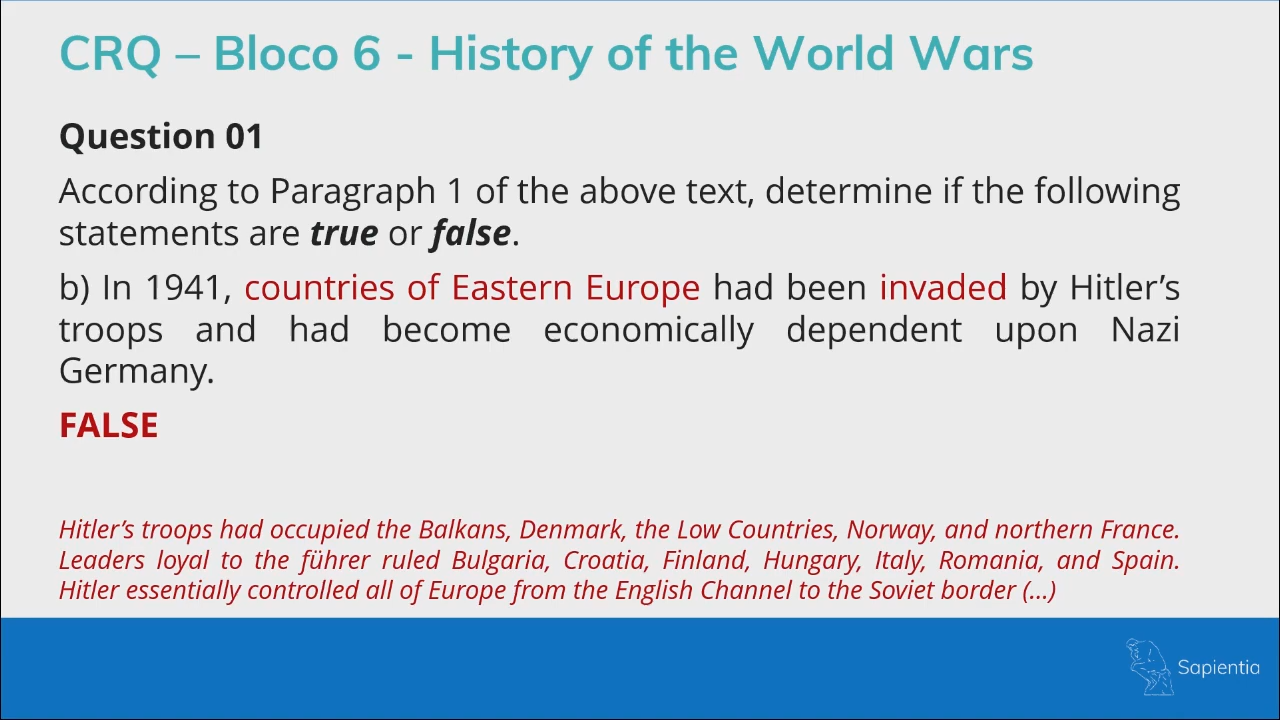 CRQ – Bloco 6 - History of the World Wars
Question 01
According to Paragraph 1 of the above text, determine if the following
statements are true or false.
b) In 1941, countries of Eastern Europe had been invaded by Hitler’s
troops and had become economically dependent upon Nazi
Germany.
FALSE
Hitler’s troops had occupied the Balkans, Denmark, the Low Countries, Norway, and northern France.
Leaders loyal to the führer ruled Bulgaria, Croatia, Finland, Hungary, Italy, Romania, and Spain.
Hitler essentially controlled all of Europe from the English Channel to the Soviet border (...)
Sapientia